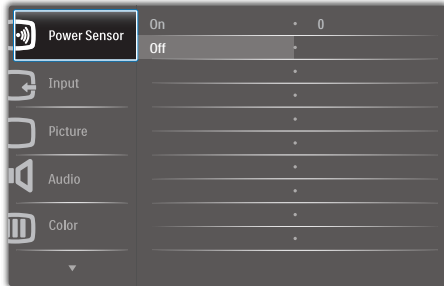 Power Sensor
On • 0
Off •
Input
Picture
Audio
Color